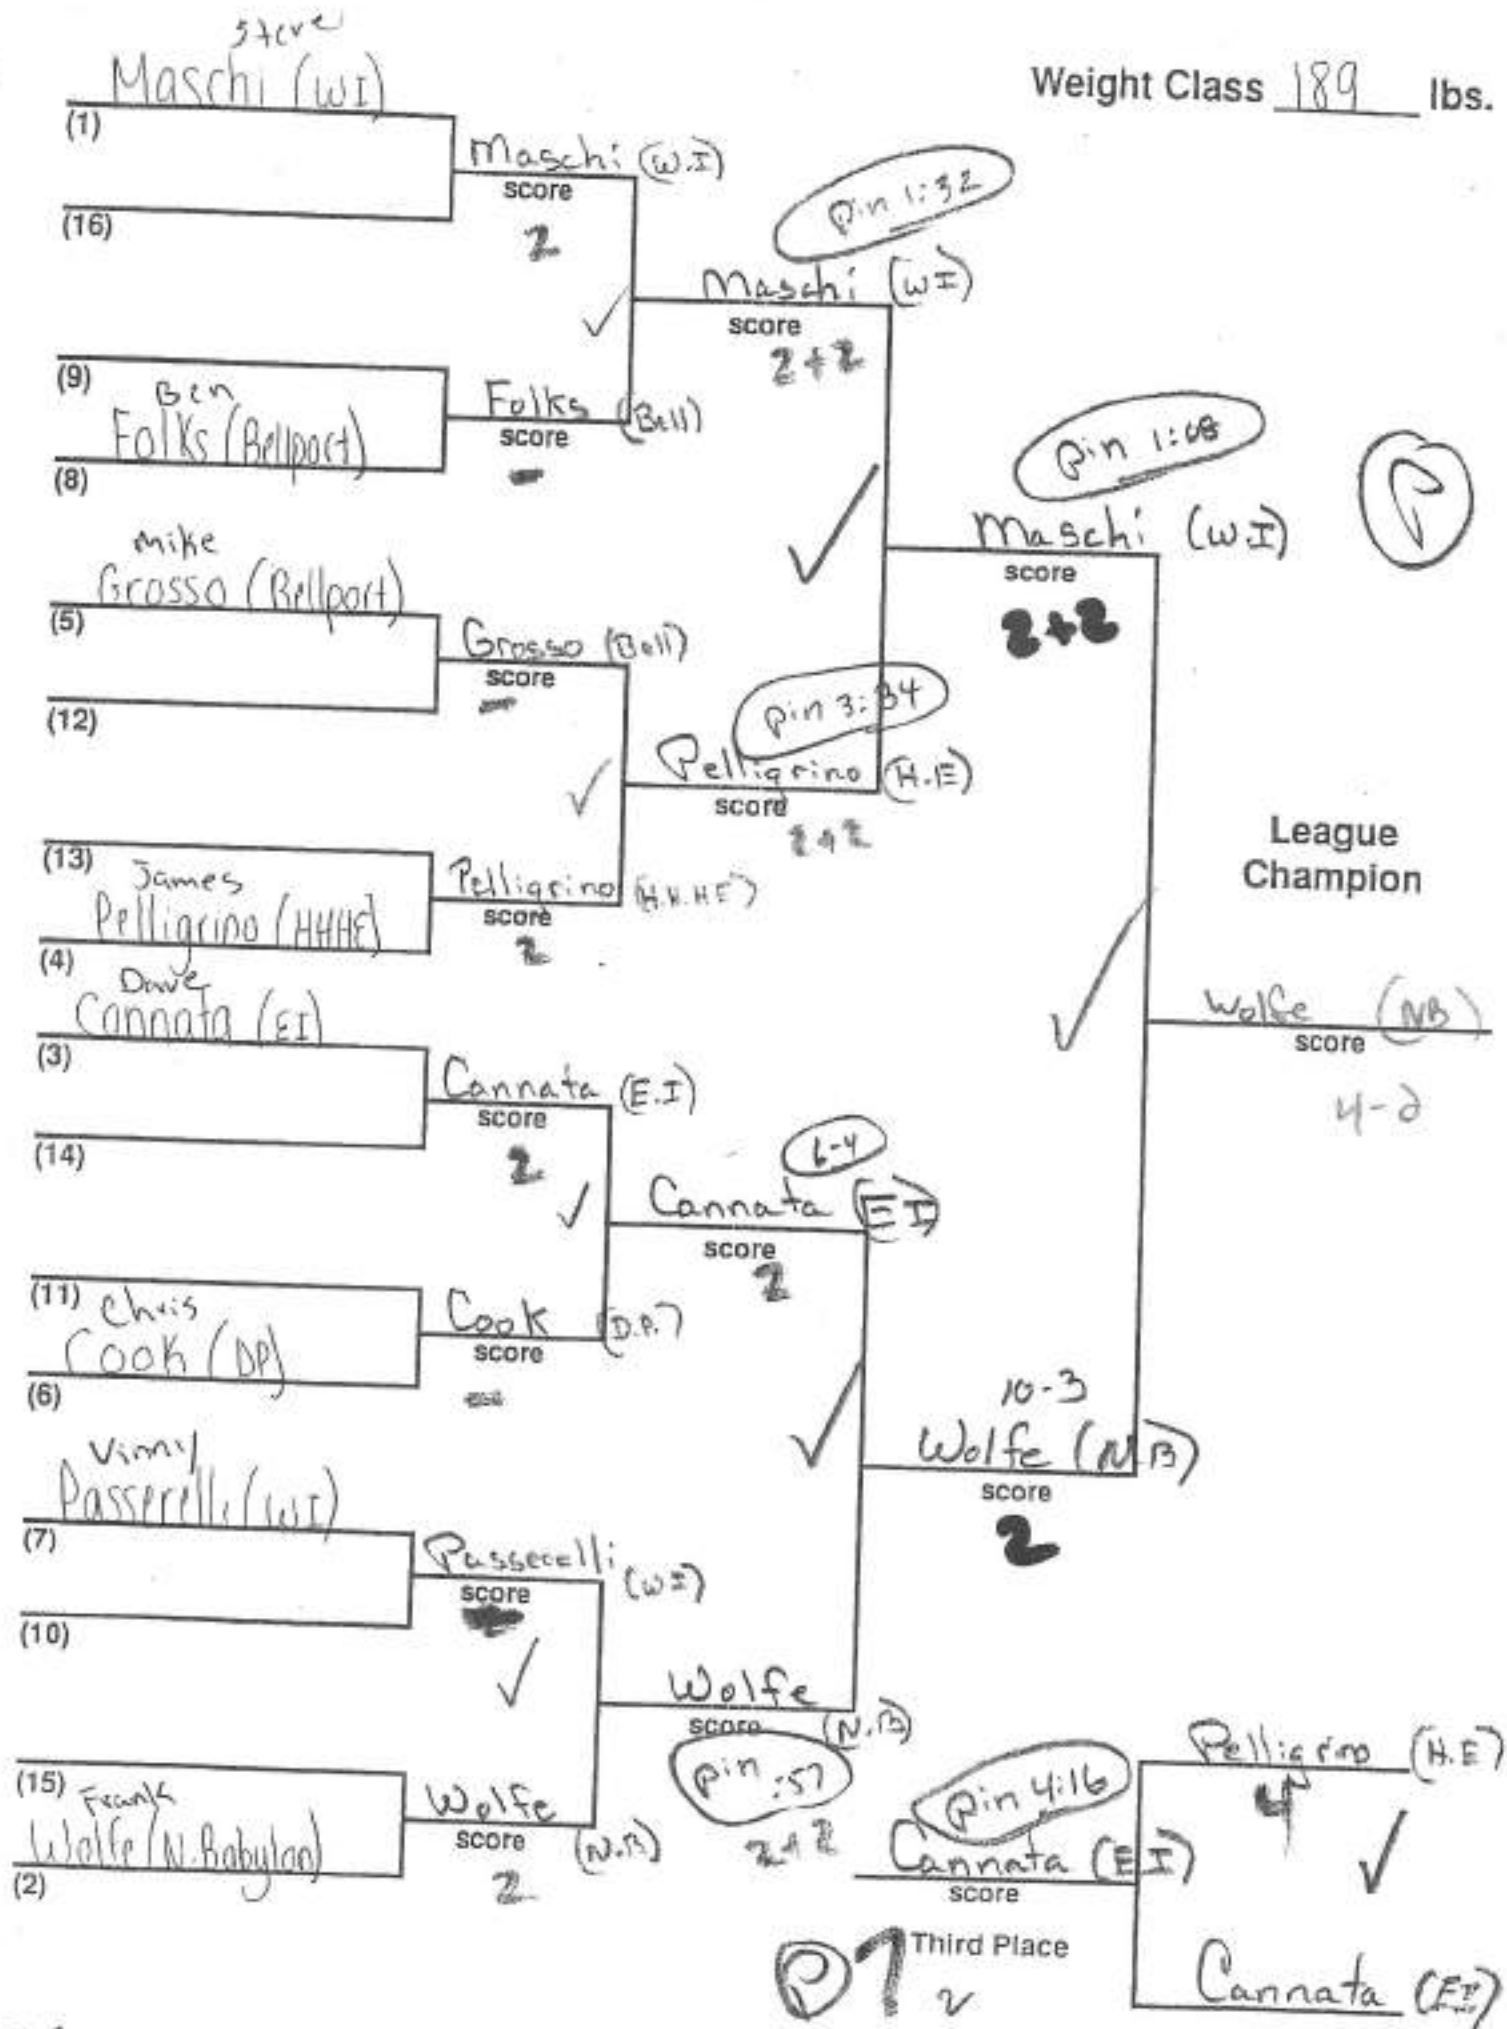 Steve
Maschi (WI)
Weight Class 189 lbs.
(1)
Maschi (W.I)
score
2
(16)
pin 1:32
Maschi (WI)
score
2+2
(9)
Ben
Folks (Bellport)
(8)
Folks (Bell)
score
-
pin 1:08
Maschi (W.I)
score
2+2
P
Mike
Grosso (Bellport)
(5)
Grosso (Bell)
score
-
(12)
pin 3:34
Pelligrino (H.E)
score
2+2
(13)
James
Pelligrino (HHHE)
(4)
Pelligrino (H.H.HE)
score
2
League
Champion
Wolfe (NB)
score
4-2
Dave
Cannata (EI)
(3)
Cannata (E.I)
score
2
(14)
6-4
Cannata (EI)
score
2
(11)
Chris
Cook (DP)
(6)
Cook (D.P.)
score
10-3
Wolfe (N.B)
score
2
Vinny
Passerelli (WI)
(7)
Passerelli (WI)
score
(10)
Wolfe (N.B)
score
pin :57
2+2
(15)
Frank
Wolfe (N.Babylon)
(2)
Wolfe (N.B)
score
2
Pelligrino (H.E)
4
pin 4:16
Cannata (EI)
score
Third Place
P 7
2
Cannata (EI)